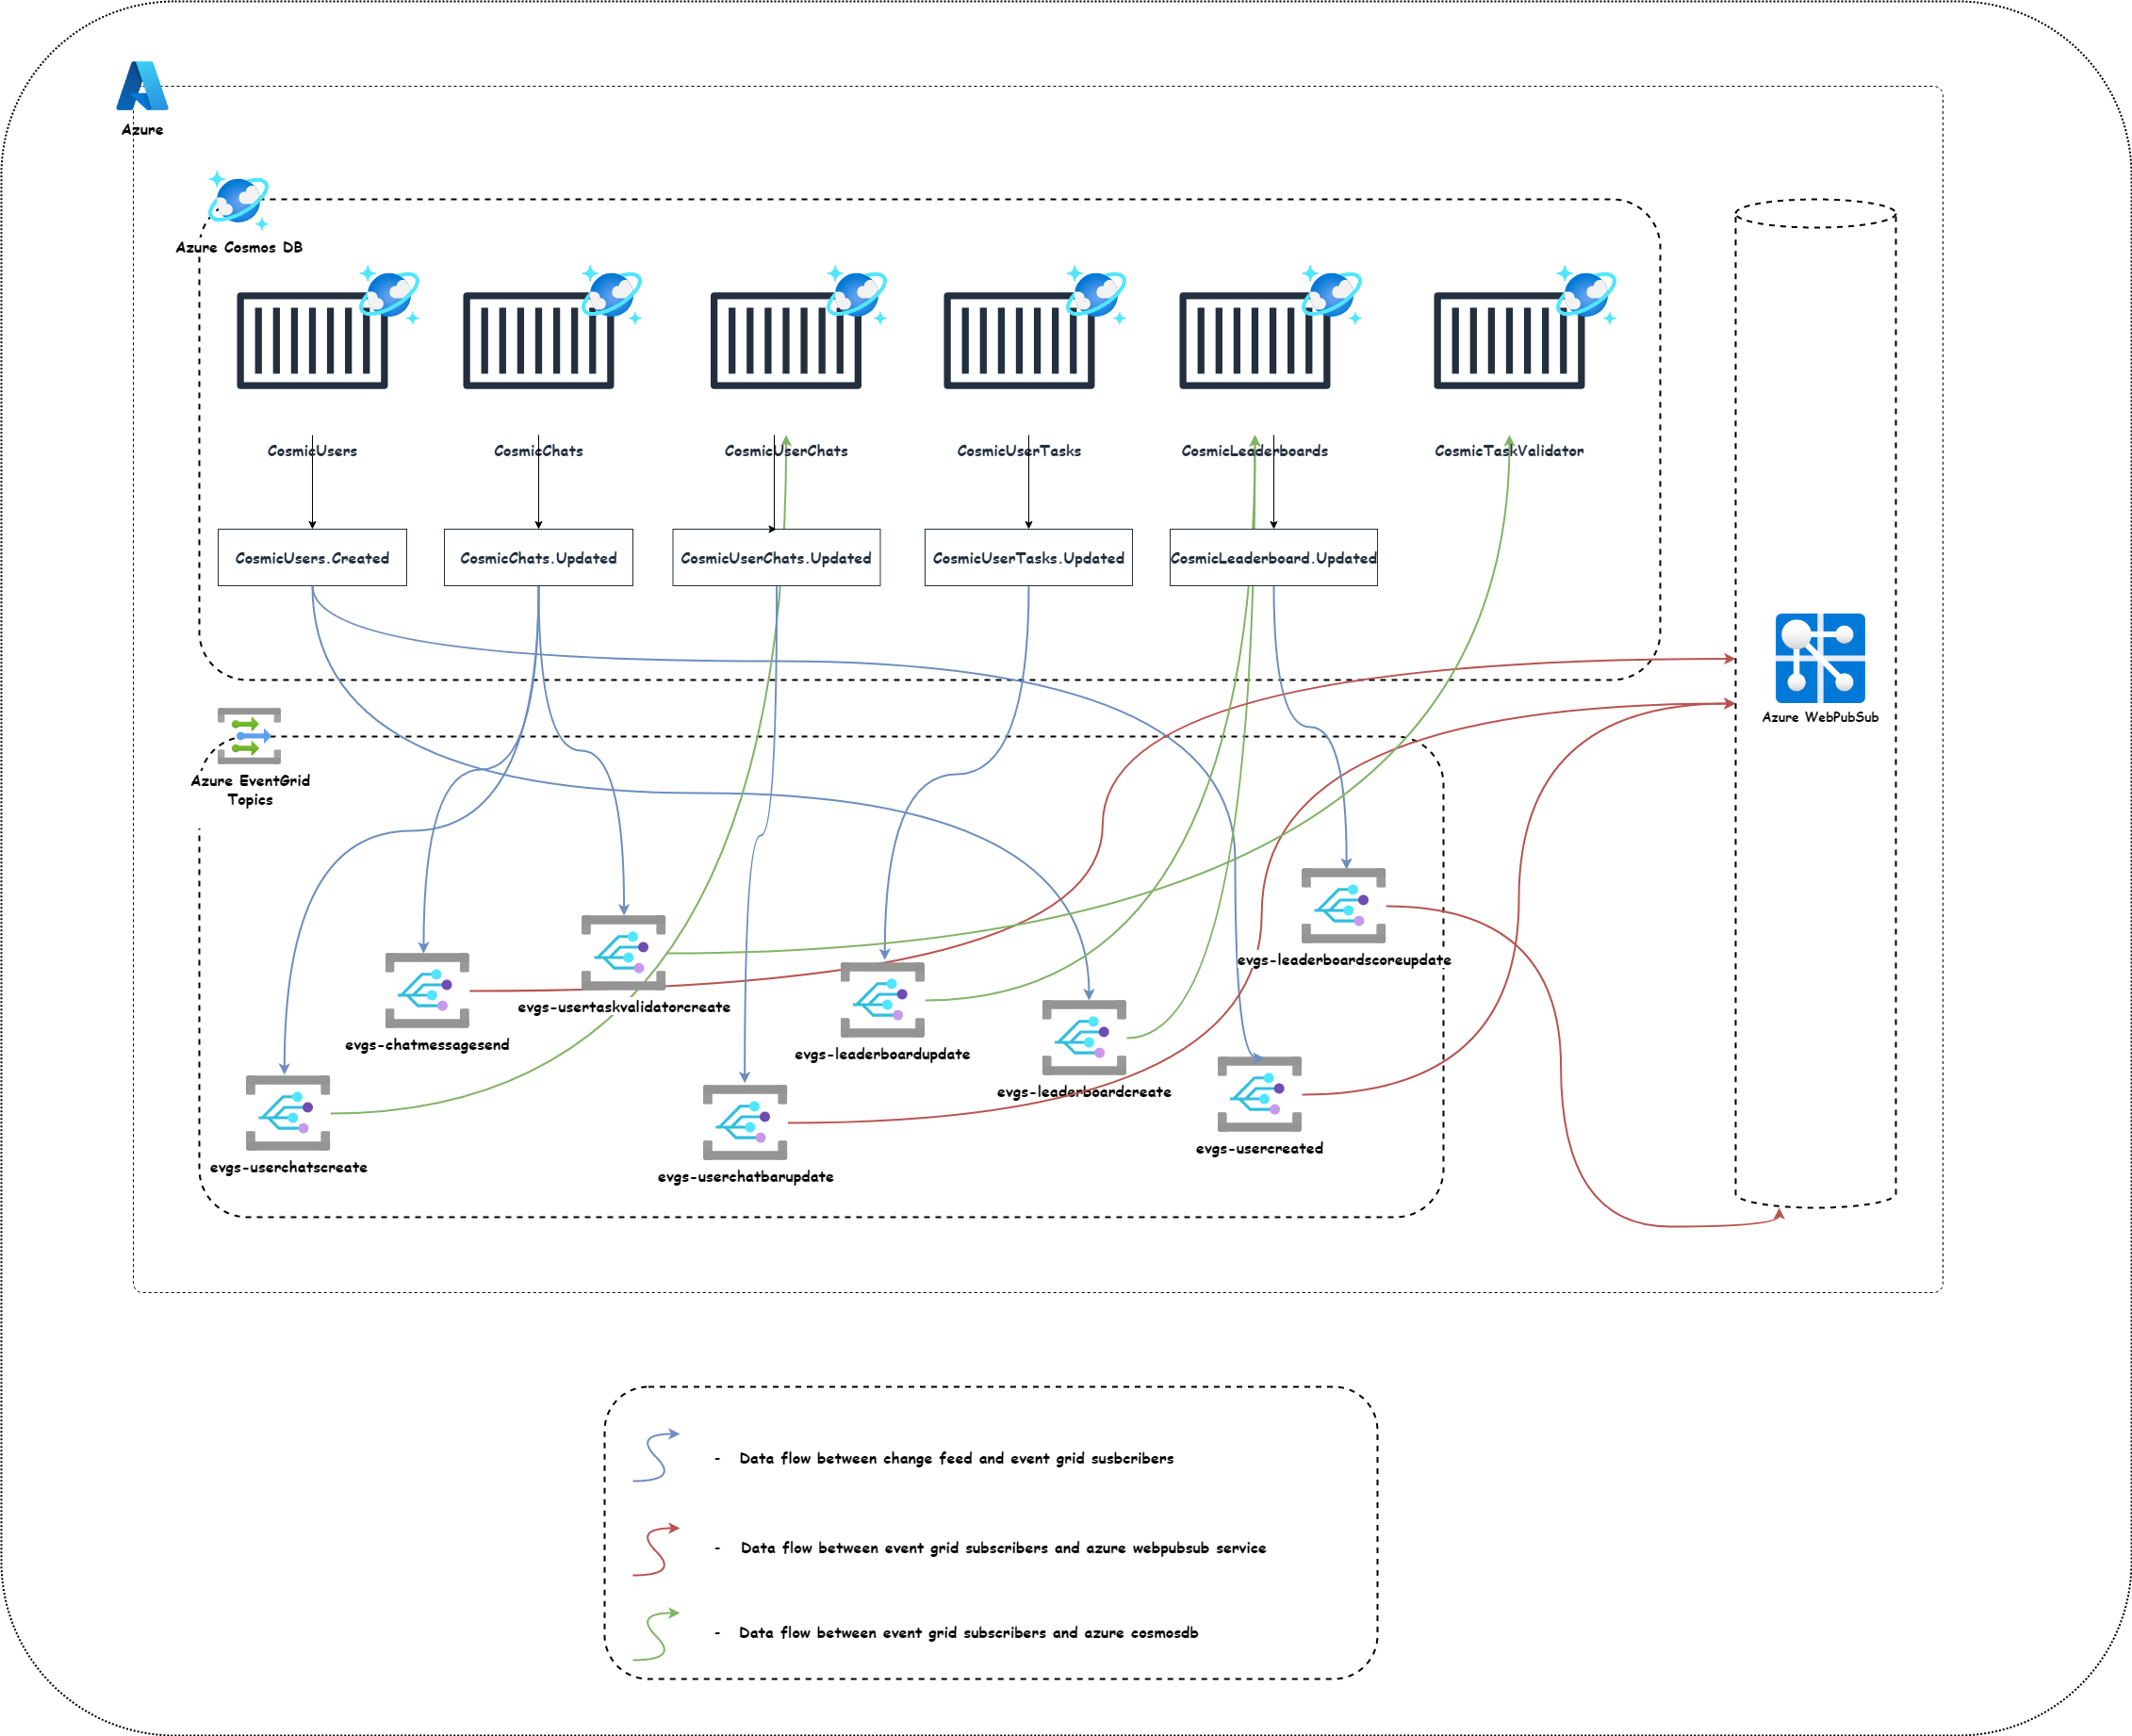 Azure
Azure Cosmos DB
CosmicUsers
CosmicChats
CosmicUserChats
CosmicUserTasks
CosmicLeaderboards
CosmicTaskValidator
CosmicUsers.Created
CosmicChats.Updated
CosmicUserChats.Updated
CosmicUserTasks.Updated
CosmicLeaderboard.Updated
Azure WebPubSub
Azure EventGrid
Topics
evgs-leaderboardscoreupdate
evgs-usertaskvalidatorcreate
evgs-chatmessagesend
evgs-leaderboardupdate
evgs-leaderboardcreate
evgs-usercreated
evgs-userchatscreate
evgs-userchatbarupdate
- Data flow between change feed and event grid susbcribers
- Data flow between event grid subscribers and azure webpubsub service
- Data flow between event grid subscribers and azure cosmosdb